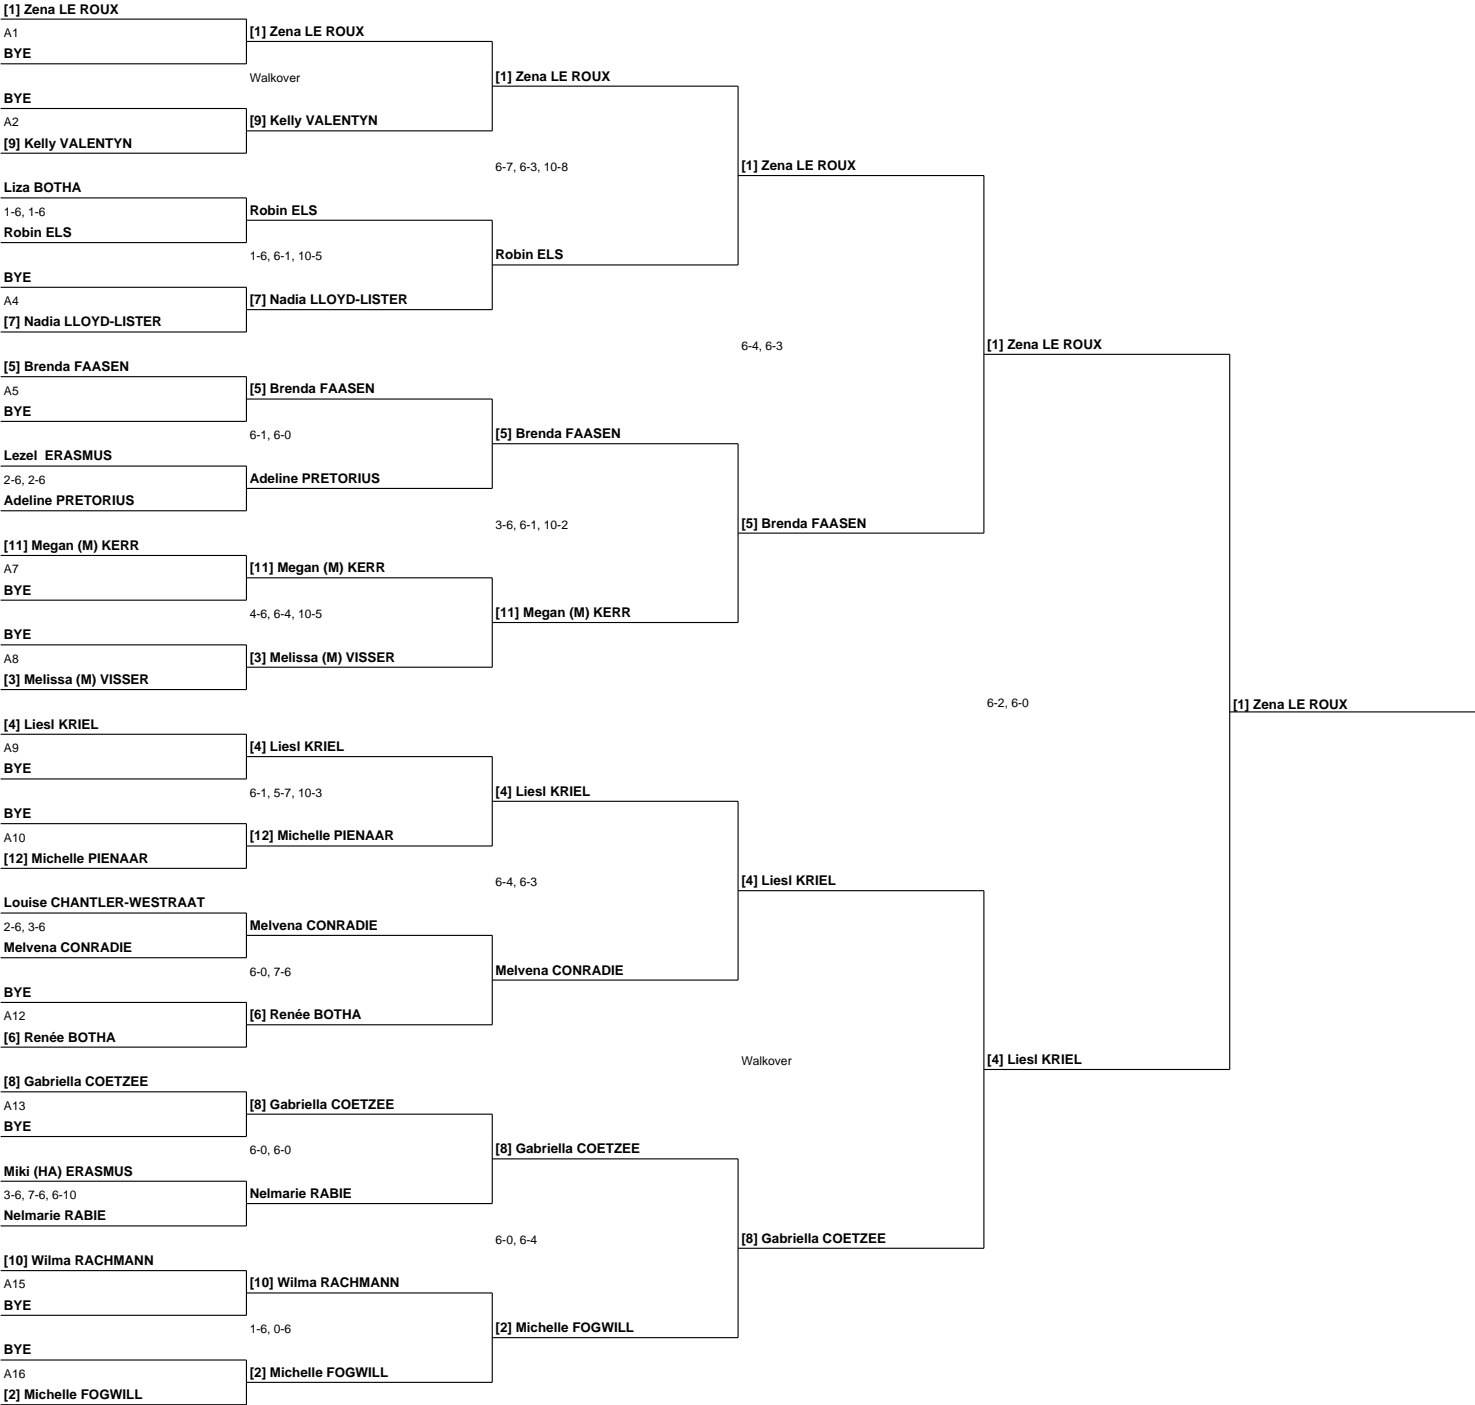 [1] Zena LE ROUX
A1
BYE
BYE
A2
[9] Kelly VALENTYN
Liza BOTHA
1-6, 1-6
Robin ELS
BYE
A4
[7] Nadia LLOYD-LISTER
[5] Brenda FAASEN
A5
BYE
Lezel  ERASMUS
2-6, 2-6
Adeline PRETORIUS
[11] Megan (M) KERR
A7
BYE
BYE
A8
[3] Melissa (M) VISSER
[4] Liesl KRIEL
A9
BYE
BYE
A10
[12] Michelle PIENAAR
Louise CHANTLER-WESTRAAT
2-6, 3-6
Melvena CONRADIE
BYE
A12
[6] Renée BOTHA
[8] Gabriella COETZEE
A13
BYE
Miki (HA) ERASMUS
3-6, 7-6, 6-10
Nelmarie RABIE
[10] Wilma RACHMANN
A15
BYE
BYE
A16
[2] Michelle FOGWILL
[1] Zena LE ROUX
Walkover
[9] Kelly VALENTYN
Robin ELS
1-6, 6-1, 10-5
[7] Nadia LLOYD-LISTER
[5] Brenda FAASEN
6-1, 6-0
Adeline PRETORIUS
[11] Megan (M) KERR
4-6, 6-4, 10-5
[3] Melissa (M) VISSER
[4] Liesl KRIEL
6-1, 5-7, 10-3
[12] Michelle PIENAAR
Melvena CONRADIE
6-0, 7-6
[6] Renée BOTHA
[8] Gabriella COETZEE
6-0, 6-0
Nelmarie RABIE
[10] Wilma RACHMANN
1-6, 0-6
[2] Michelle FOGWILL
[1] Zena LE ROUX
6-7, 6-3, 10-8
Robin ELS
[5] Brenda FAASEN
3-6, 6-1, 10-2
[11] Megan (M) KERR
[4] Liesl KRIEL
6-4, 6-3
Melvena CONRADIE
[8] Gabriella COETZEE
6-0, 6-4
[2] Michelle FOGWILL
[1] Zena LE ROUX
6-4, 6-3
[5] Brenda FAASEN
[4] Liesl KRIEL
Walkover
[8] Gabriella COETZEE
[1] Zena LE ROUX
6-2, 6-0
[4] Liesl KRIEL
[1] Zena LE ROUX